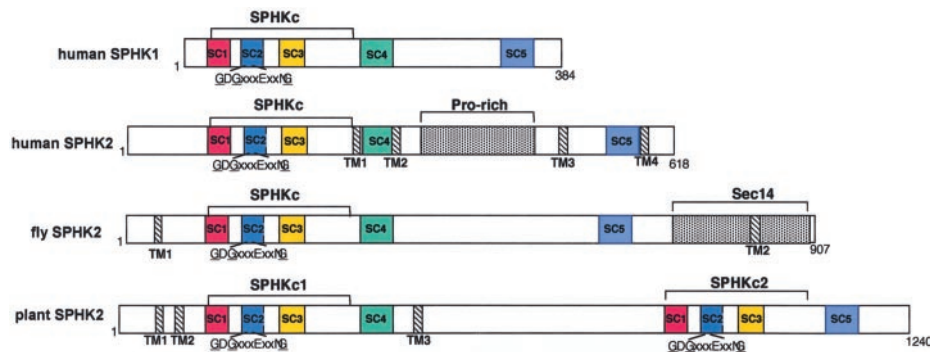 SPHKc
human SPHK1
SC1 SC2 SC3 SC4 SC5
1
GDGxxxExxNG
384
SPHKc
Pro-rich
human SPHK2
SC1 SC2 SC3 SC4 SC5
1
GDGxxxExxNG
TM1 TM2 TM3 TM4
618
SPHKc
Sec14
fly SPHK2
SC1 SC2 SC3 SC4 SC5
1
TM1
GDGxxxExxNG
TM2
907
SPHKc1
SPHKc2
plant SPHK2
SC1 SC2 SC3 SC4 SC1 SC2 SC3 SC5
1
TM1 TM2
GDGxxxExxNG
TM3
GDGxxxExxNG
1240